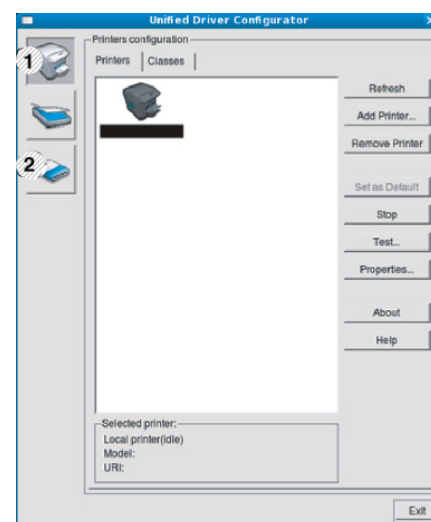 Unified Driver Configurator
Printers configuration
1
Printers
Classes
Refresh
Add Printer...
Remove Printer
2
Set as Default
Stop
Test...
Properties...
About
Help
Selected printer:
Local printer(idle)
Model:
URI:
Exit